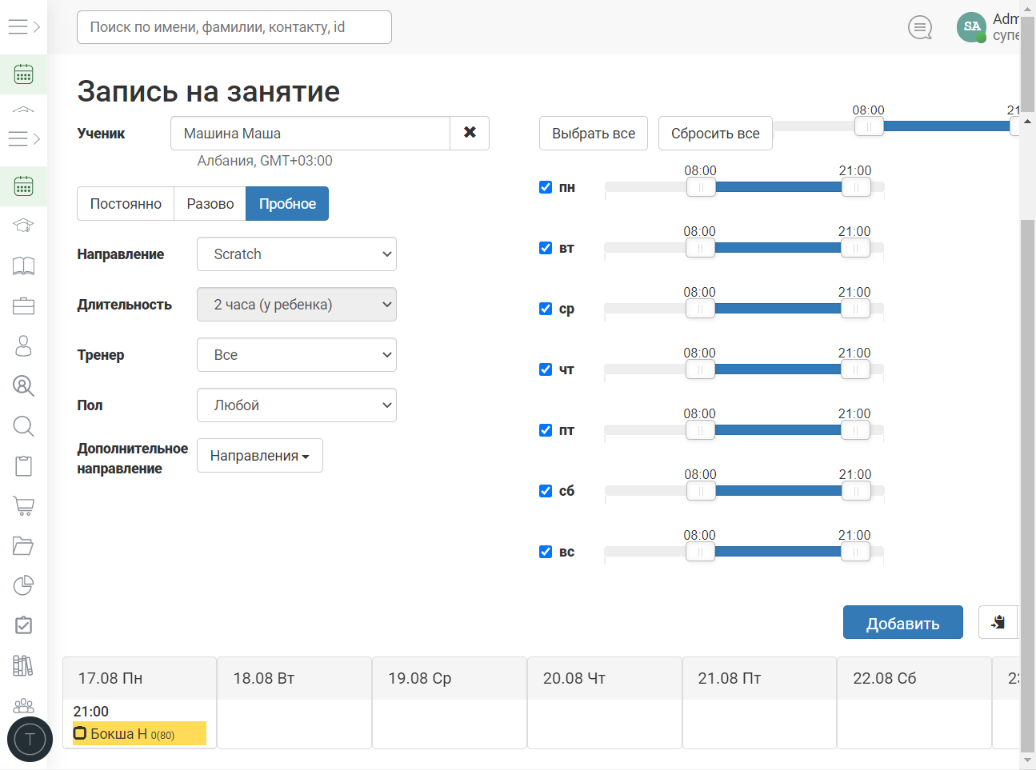 Поиск по имени, фамилии, контакту, id
SA
Adm
супе
Запись на занятие
Ученик
Машина Маша
Албания, GMT+03:00
Постоянно
Разово
Пробное
Направление
Scratch
Длительность
2 часа (у ребенка)
Тренер
Все
Пол
Любой
Дополнительное
направление
Направления
Выбрать все
Сбросить все
08:00
21
пн
08:00
21:00
вт
08:00
21:00
ср
08:00
21:00
чт
08:00
21:00
пт
08:00
21:00
сб
08:00
21:00
вс
08:00
21:00
Добавить
17.08 Пн
18.08 Вт
19.08 Ср
20.08 Чт
21.08 Пт
22.08 Сб
21:00
Бокша Н 0(80)
T